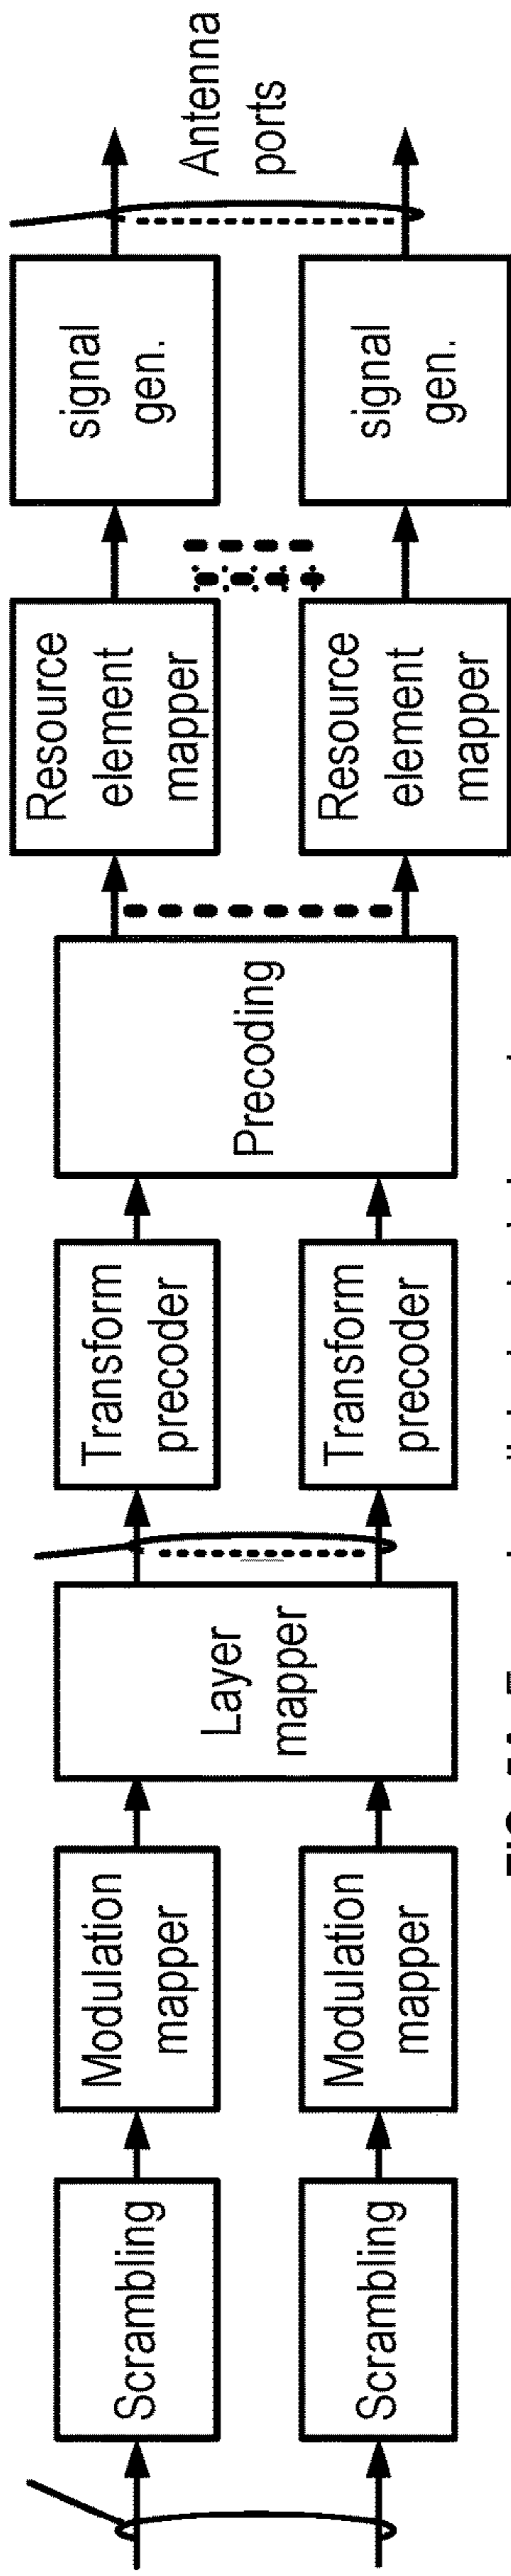 Scrambling
Scrambling
Modulation
mapper
Modulation
mapper
Layer
mapper
Transform
precoder
Transform
precoder
Precoding
Resource
element
mapper
Resource
element
mapper
signal
gen.
signal
gen.
Antenna
ports